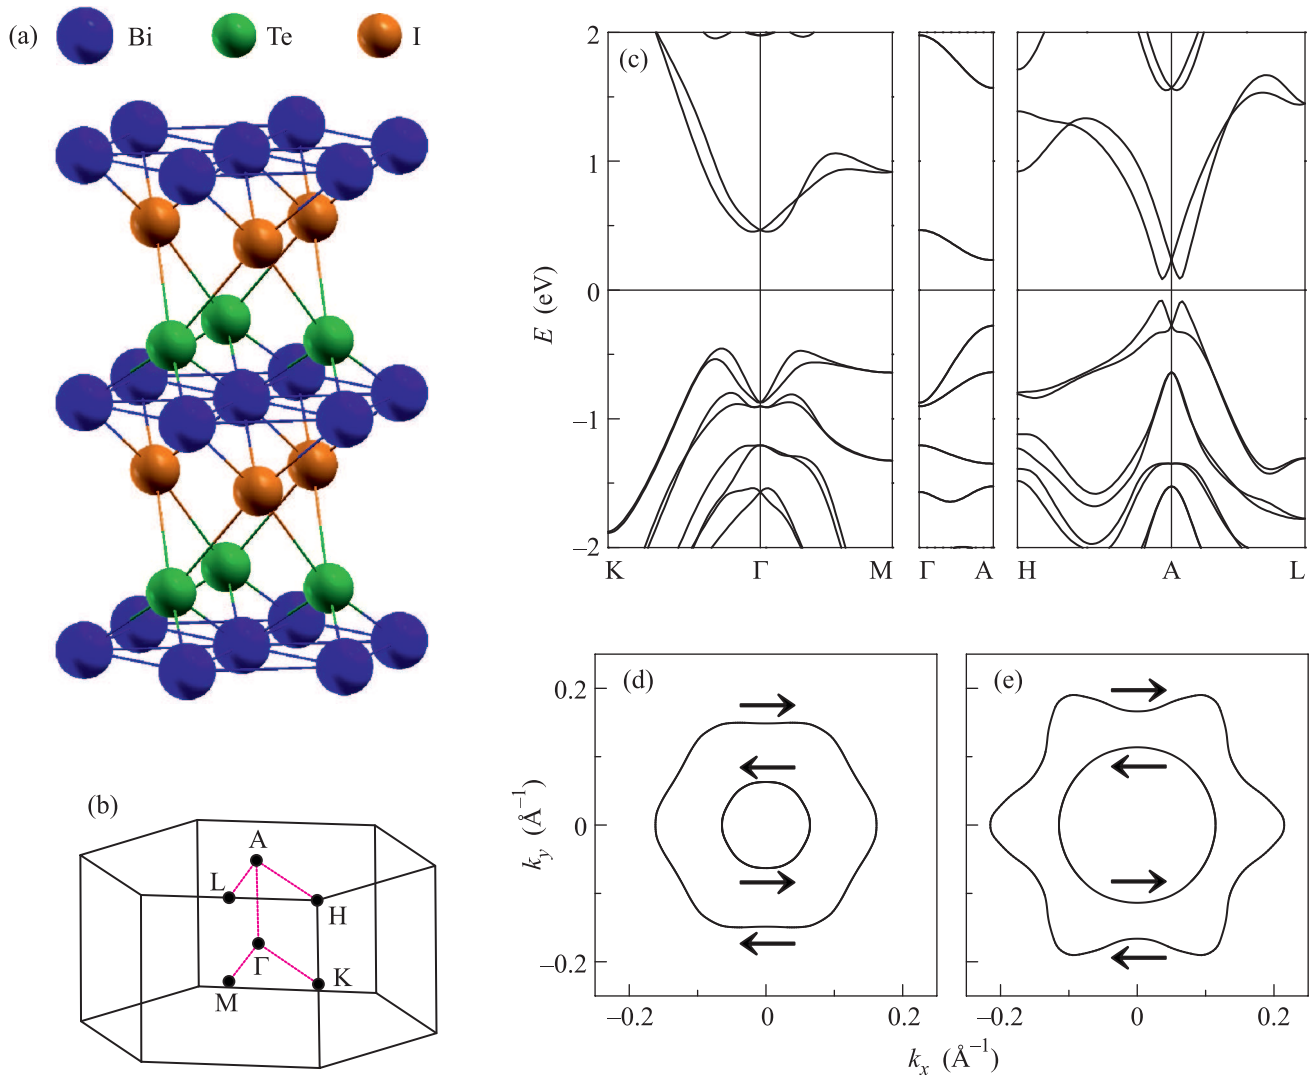 (a) Bi Te I
(b)
A
L
H
Γ
M
K
(c)
E (eV)
2
1
0
−1
−2
K Γ M Γ A H A L
(d)
(e)
k_y (Å⁻¹)
0.2
0
−0.2
−0.2 0 0.2 −0.2 0 0.2
k_x (Å⁻¹)